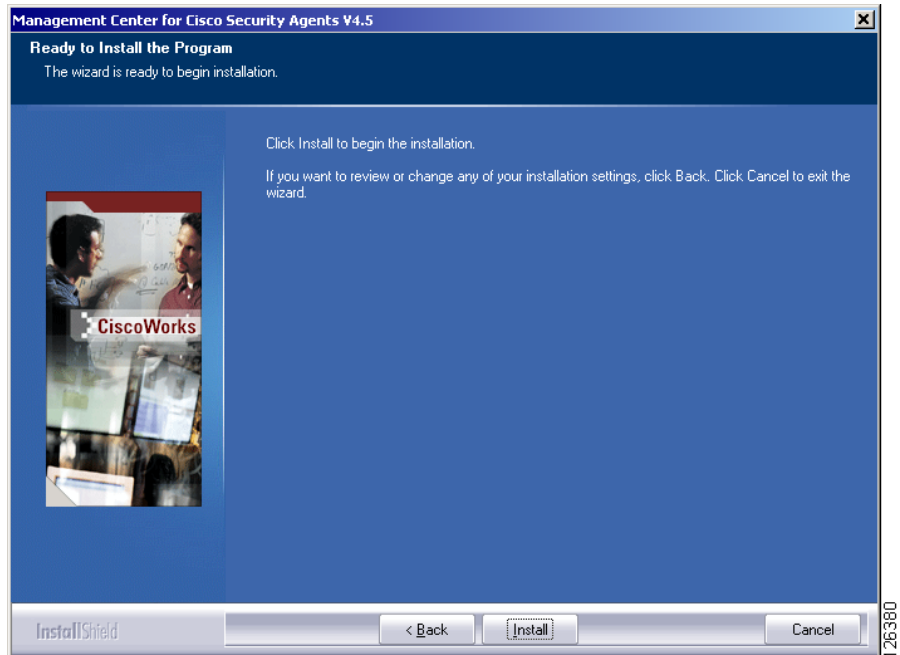 Management Center for Cisco Security Agents V4.5
Ready to Install the Program
The wizard is ready to begin installation.
Click Install to begin the installation.
If you want to review or change any of your installation settings, click Back. Click Cancel to exit the
wizard.
CiscoWorks
InstallShield
< Back
Install
Cancel
126380